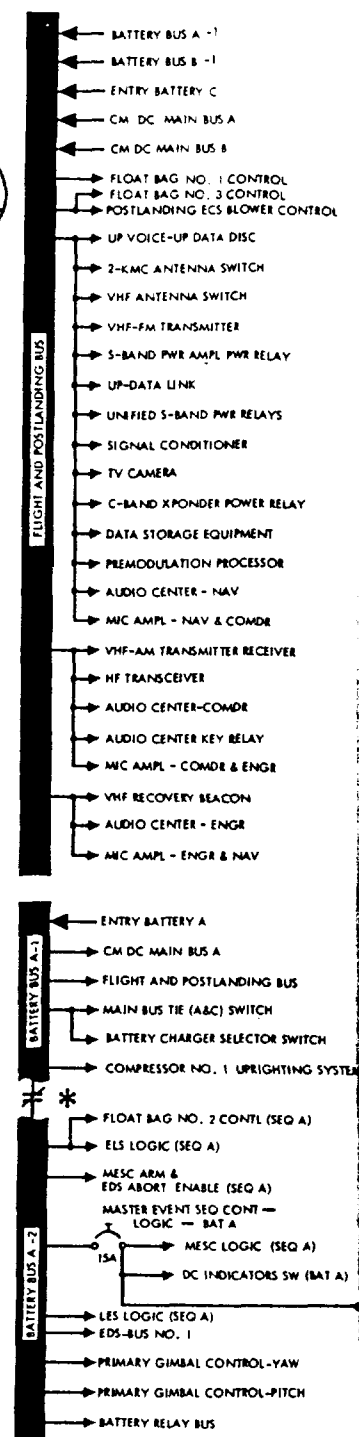 BATTERY BUS A -1
BATTERY BUS B -1
ENTRY BATTERY C
CM DC MAIN BUS A
CM DC MAIN BUS B
FLOAT BAG NO. 1 CONTROL
FLOAT BAG NO. 3 CONTROL
POSTLANDING ECS BLOWER CONTROL
UP VOICE-UP DATA DISC
2-KMC ANTENNA SWITCH
VHF ANTENNA SWITCH
VHF-FM TRANSMITTER
S-BAND PWR AMPL PWR RELAY
UP-DATA LINK
UNIFIED S-BAND PWR RELAYS
SIGNAL CONDITIONER
TV CAMERA
C-BAND XPONDER POWER RELAY
DATA STORAGE EQUIPMENT
PREMODULATION PROCESSOR
AUDIO CENTER - NAV
MIC AMPL - NAV & COMDR
VHF-AM TRANSMITTER RECEIVER
HF TRANSCEIVER
AUDIO CENTER-COMDR
AUDIO CENTER KEY RELAY
MIC AMPL - COMDR & ENGR
VHF RECOVERY BEACON
AUDIO CENTER - ENGR
MIC AMPL - ENGR & NAV
FLIGHT AND POSTLANDING BUS
ENTRY BATTERY A
CM DC MAIN BUS A
FLIGHT AND POSTLANDING BUS
MAIN BUS TIE (A&C) SWITCH
BATTERY CHARGER SELECTOR SWITCH
COMPRESSOR NO. 1 UPRIGHTING SYSTEM
BATTERY BUS A-1
*
FLOAT BAG NO. 2 CONTL (SEQ A)
ELS LOGIC (SEQ A)
MESC ARM &
EDS ABORT ENABLE (SEQ A)
MASTER EVENT SEQ CONT —
LOGIC — BAT A
15A
MESC LOGIC (SEQ A)
DC INDICATORS SW (BAT A)
LES LOGIC (SEQ A)
EDS-BUS NO. 1
PRIMARY GIMBAL CONTROL-YAW
PRIMARY GIMBAL CONTROL-PITCH
BATTERY RELAY BUS
BATTERY BUS A -2